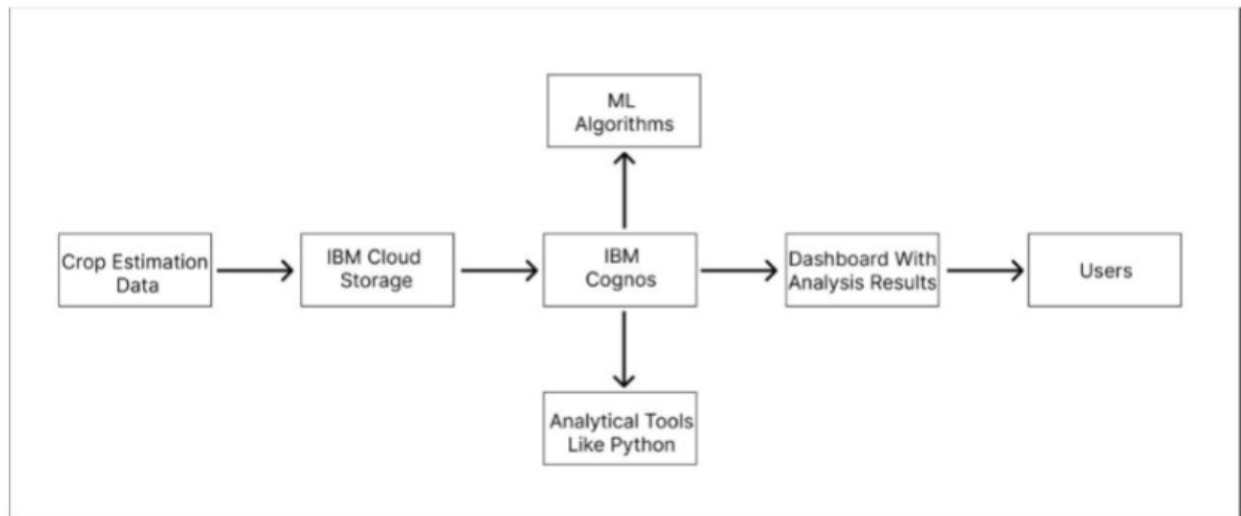 ML
Algorithms
Crop Estimation
Data
IBM Cloud
Storage
IBM
Cognos
Dashboard With
Analysis Results
Users
Analytical Tools
Like Python